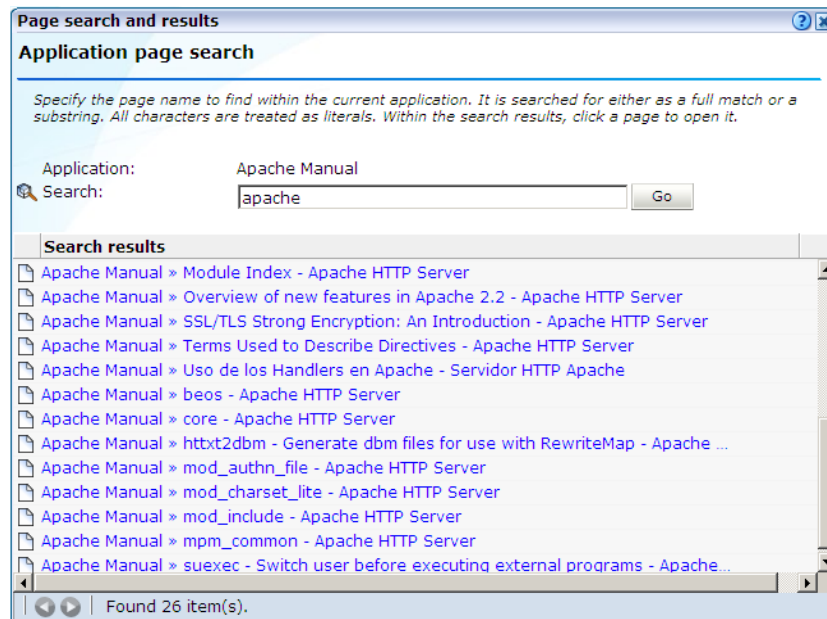 Page search and results
Application page search
Specify the page name to find within the current application. It is searched for either as a full match or a
substring. All characters are treated as literals. Within the search results, click a page to open it.
Application: Apache Manual
Search: apache Go
Search results
Apache Manual » Module Index - Apache HTTP Server
Apache Manual » Overview of new features in Apache 2.2 - Apache HTTP Server
Apache Manual » SSL/TLS Strong Encryption: An Introduction - Apache HTTP Server
Apache Manual » Terms Used to Describe Directives - Apache HTTP Server
Apache Manual » Uso de los Handlers en Apache - Servidor HTTP Apache
Apache Manual » beos - Apache HTTP Server
Apache Manual » core - Apache HTTP Server
Apache Manual » httxt2dbm - Generate dbm files for use with RewriteMap - Apache ...
Apache Manual » mod_authn_file - Apache HTTP Server
Apache Manual » mod_charset_lite - Apache HTTP Server
Apache Manual » mod_include - Apache HTTP Server
Apache Manual » mpm_common - Apache HTTP Server
Apache Manual » suexec - Switch user before executing external programs - Apache...
Found 26 item(s).